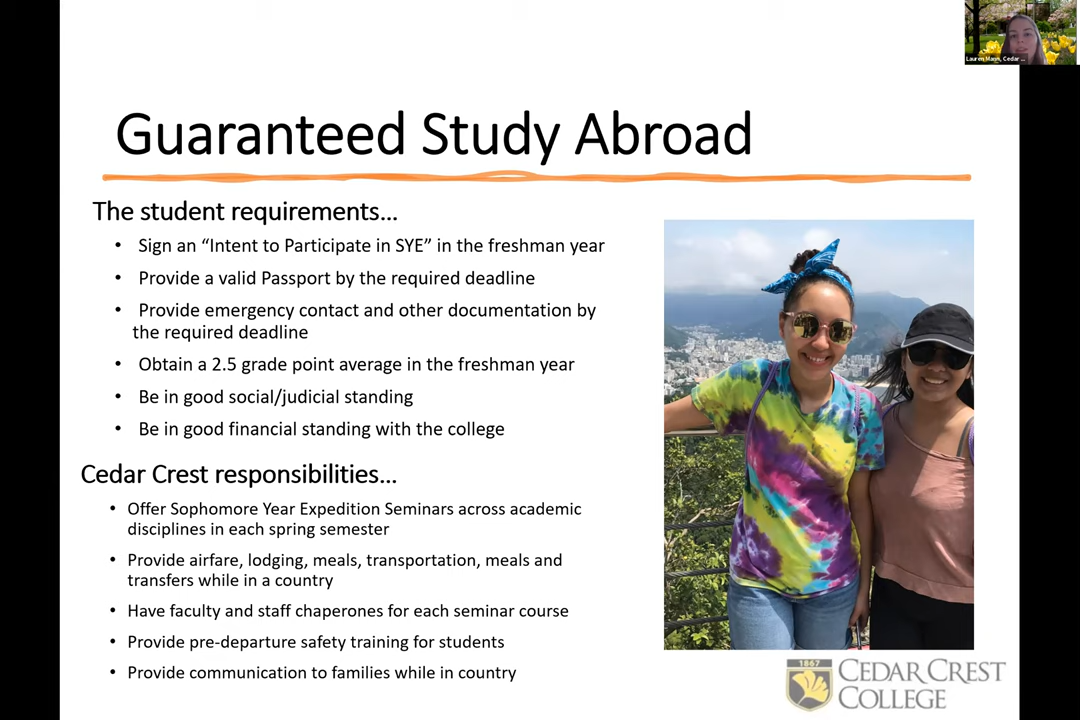 Lauren Mann, Cedar ...
Guaranteed Study Abroad
The student requirements...
• Sign an “Intent to Participate in SYE” in the freshman year
• Provide a valid Passport by the required deadline
• Provide emergency contact and other documentation by
the required deadline
• Obtain a 2.5 grade point average in the freshman year
• Be in good social/judicial standing
• Be in good financial standing with the college
Cedar Crest responsibilities...
• Offer Sophomore Year Expedition Seminars across academic
disciplines in each spring semester
• Provide airfare, lodging, meals, transportation, meals and
transfers while in a country
• Have faculty and staff chaperones for each seminar course
• Provide pre-departure safety training for students
• Provide communication to families while in country
1867
CEDAR CREST
COLLEGE